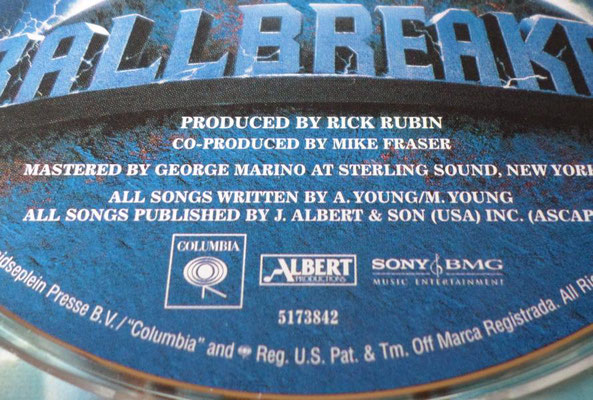 BALLBREAKE
PRODUCED BY RICK RUBIN
CO-PRODUCED BY MIKE FRASER
MASTERED BY GEORGE MARINO AT STERLING SOUND, NEW YORK
ALL SONGS WRITTEN BY A. YOUNG/M. YOUNG
ALL SONGS PUBLISHED BY J. ALBERT & SON (USA) INC. (ASCAP
COLUMBIA
ALBERT
PRODUCTIONS
SONY BMG
MUSIC ENTERTAINMENT
5173842
idseplein Presse B.V./"Columbia" and Reg. U.S. Pat. & Tm. Off Marca Registrada. All Ri